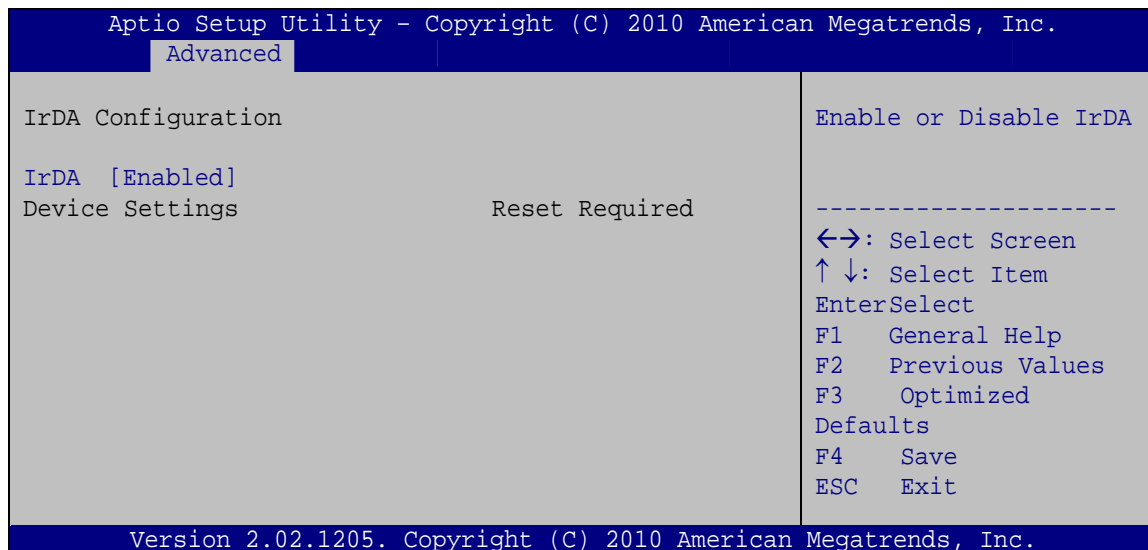 Aptio Setup Utility – Copyright (C) 2010 American Megatrends, Inc.
Advanced
IrDA Configuration
IrDA [Enabled]
Device Settings Reset Required
Enable or Disable IrDA
---------------------
←→: Select Screen
↑ ↓: Select Item
EnterSelect
F1 General Help
F2 Previous Values
F3 Optimized
Defaults
F4 Save
ESC Exit
Version 2.02.1205. Copyright (C) 2010 American Megatrends, Inc.